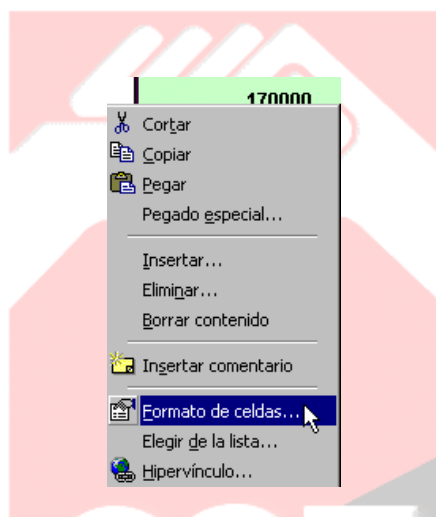 170000
Cortar
Copiar
Pegar
Pegado especial...
Insertar...
Eliminar...
Borrar contenido
Insertar comentario
Formato de celdas...
Elegir de la lista...
Hipervínculo...